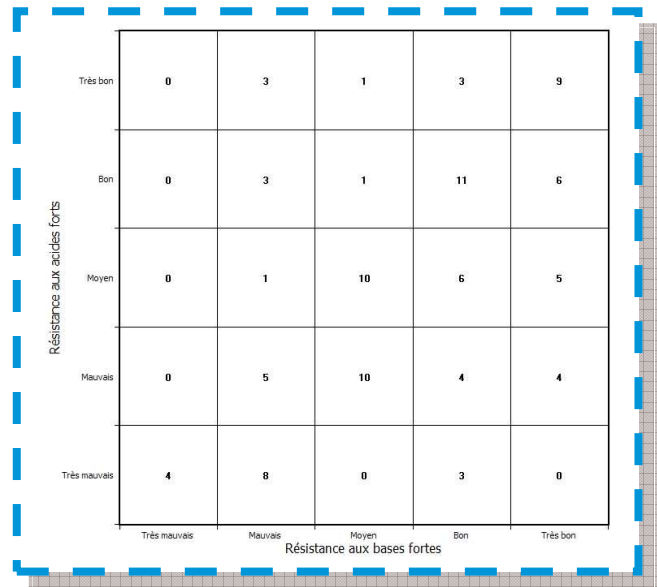 Très bon 0 3 1 3 9
Bon 0 3 1 11 6
Résistance aux acides forts
Moyen 0 1 10 6 5
Mauvais 0 5 10 4 4
Très mauvais 4 8 0 3 0
Très mauvais Mauvais Moyen Bon Très bon
Résistance aux bases fortes